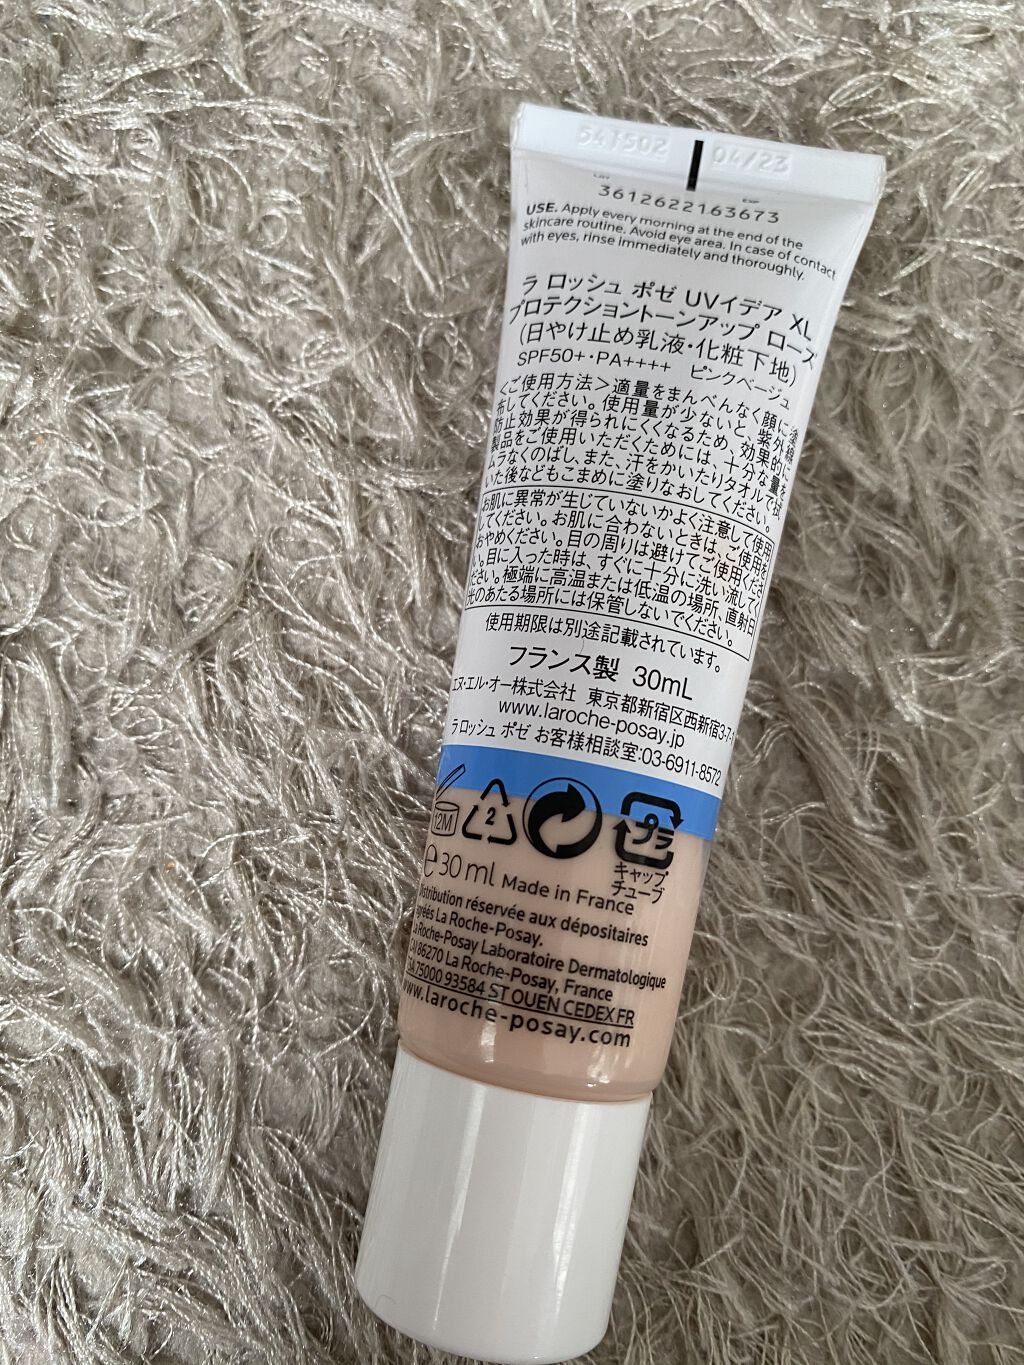 54T502 04/23
LOT EXP
3612622163673
USE. Apply every morning at the end of the
skincare routine. Avoid eye area. In case of contact
with eyes, rinse immediately and thoroughly.
ラ ロッシュ ポゼ UVイデア XL
プロテクショントーンアップ ローズ
(日やけ止め乳液・化粧下地)
SPF50+・PA++++ ピンクベージュ
<ご使用方法>適量をまんべんなく顔に塗
布してください。使用量が少ないと、紫外線
防止効果が得られにくくなるため、効果的に
製品をご使用いただくためには、十分な量を
ムラなくのばし、また、汗をかいたりタオルで拭
いた後などもこまめに塗りなおしてください。
お肌に異常が生じていないかよく注意して使用
してください。お肌に合わないときは、ご使用を
おやめください。目の周りは避けてご使用くださ
い。目に入った時は、すぐに十分に洗い流してく
ださい。極端に高温または低温の場所、直射日
光のあたる場所には保管しないでください。
使用期限は別途記載されています。
フランス製 30mL
エヌ・エル・オー株式会社 東京都新宿区西新宿3-7-1
www.laroche-posay.jp
ラ ロッシュ ポゼ お客様相談室:03-6911-8572
12M 2 プラ
キャップ
チューブ
e 30 ml Made in France
istribution réservée aux dépositaires
agréés La Roche-Posay.
La Roche-Posay Laboratoire Dermatologique
CAI 86270 La Roche-Posay, France
SA 75000 93584 ST OUEN CEDEX FR
www.laroche-posay.com